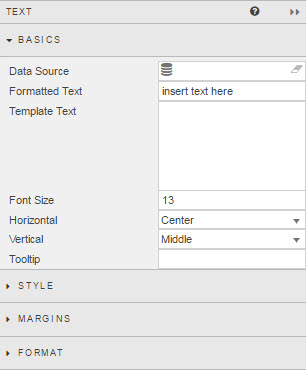 TEXT
BASICS
Data Source
Formatted Text insert text here
Template Text
Font Size 13
Horizontal Center
Vertical Middle
Tooltip
STYLE
MARGINS
FORMAT